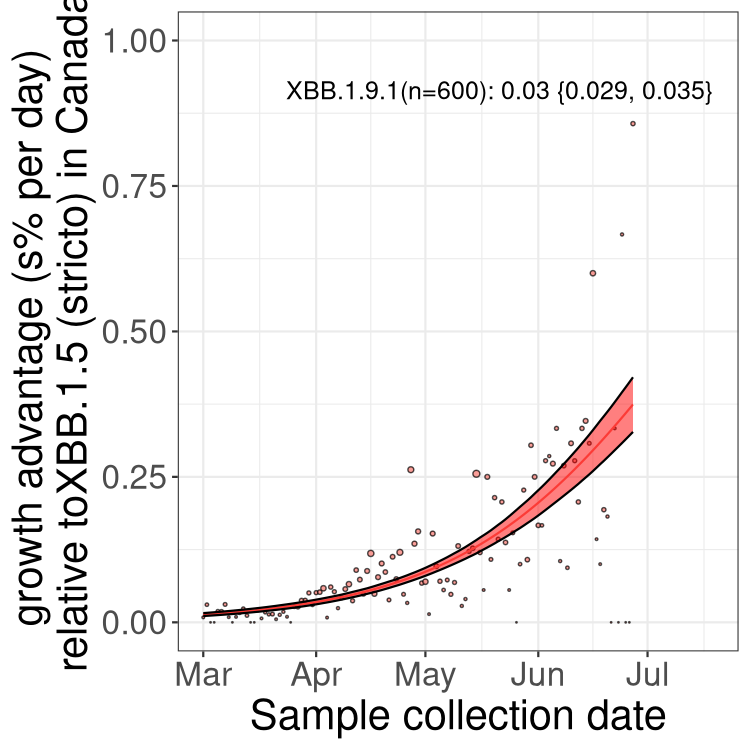 growth advantage (s% per day)
relative toXBB.1.5 (stricto) in Canada
1.00
0.75
0.50
0.25
0.00
XBB.1.9.1(n=600): 0.03 {0.029, 0.035}
Mar Apr May Jun Jul
Sample collection date